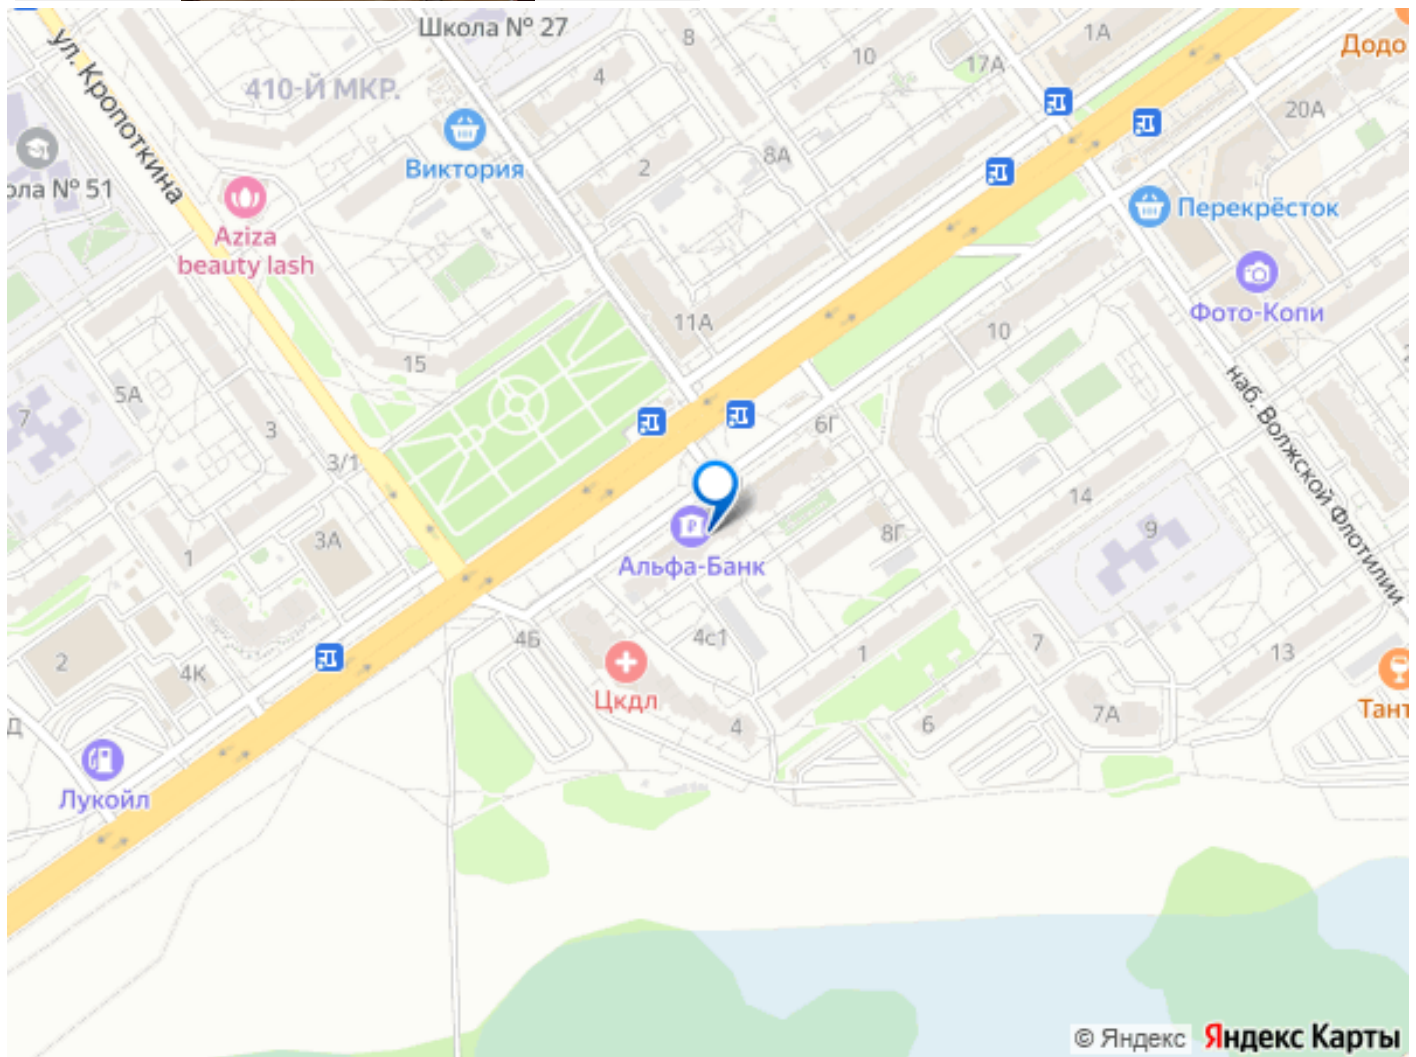 Школа № 27
8
1А
Додо
ул. Кропоткина
410-Й МКР.
4
10
17А
20А
Виктория
2
8А
№ 51
Aziza
beauty lash
Перекрёсток
Фото-Копи
11А
10
15
5А
7
3
3/1
6Г
наб. Волжской Флотилии
14
9
8Г
3А
1
Альфа-Банк
4Б
4с1
1
7
13
2
4К
Цкдл
4
6
7А
Тант
Д
Лукойл
© Яндекс Яндекс Карты